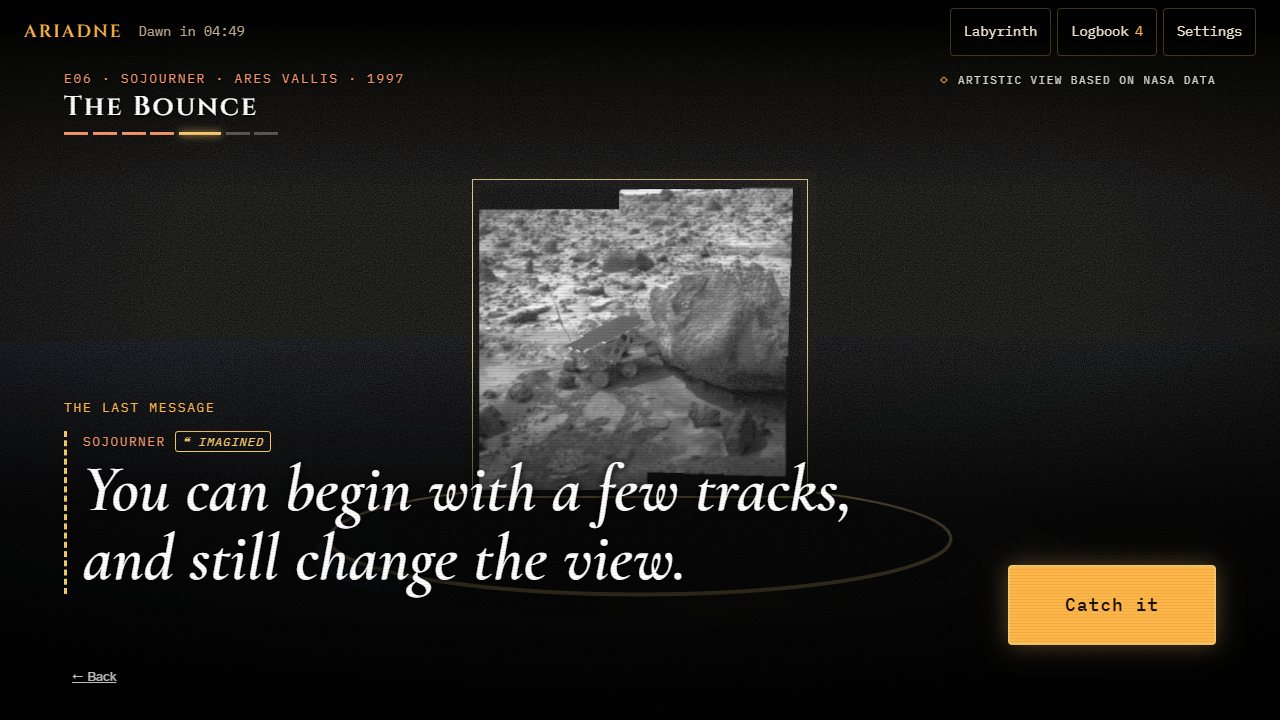 ARIADNE Dawn in 04:49 Labyrinth Logbook 4 Settings
E06 · SOJOURNER · ARES VALLIS · 1997
◇ ARTISTIC VIEW BASED ON NASA DATA
The Bounce
THE LAST MESSAGE
SOJOURNER ❝ IMAGINED
You can begin with a few tracks,
and still change the view.
Catch it
← Back